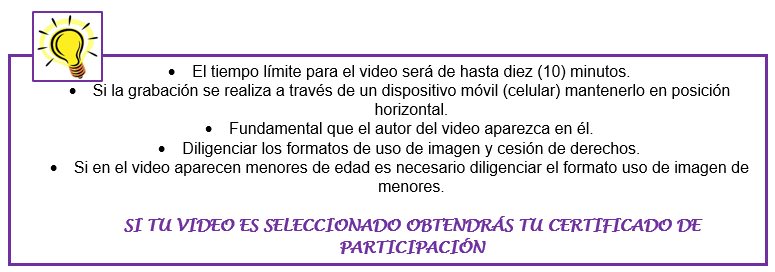 • El tiempo límite para el video será de hasta diez (10) minutos.
• Si la grabación se realiza a través de un dispositivo móvil (celular) mantenerlo en posición
horizontal.
• Fundamental que el autor del video aparezca en él.
• Diligenciar los formatos de uso de imagen y cesión de derechos.
• Si en el video aparecen menores de edad es necesario diligenciar el formato uso de imagen de
menores.
SI TU VIDEO ES SELECCIONADO OBTENDRÁS TU CERTIFICADO DE
PARTICIPACIÓN